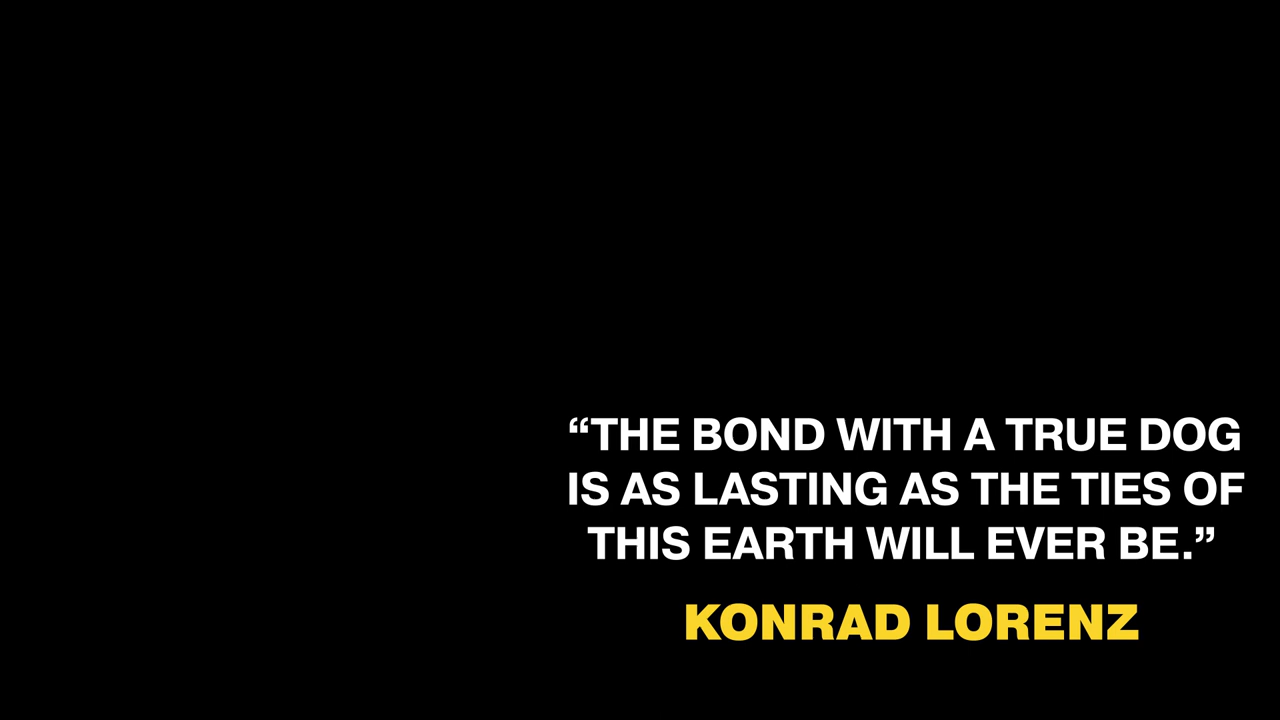 “THE BOND WITH A TRUE DOG
IS AS LASTING AS THE TIES OF
THIS EARTH WILL EVER BE.”
KONRAD LORENZ